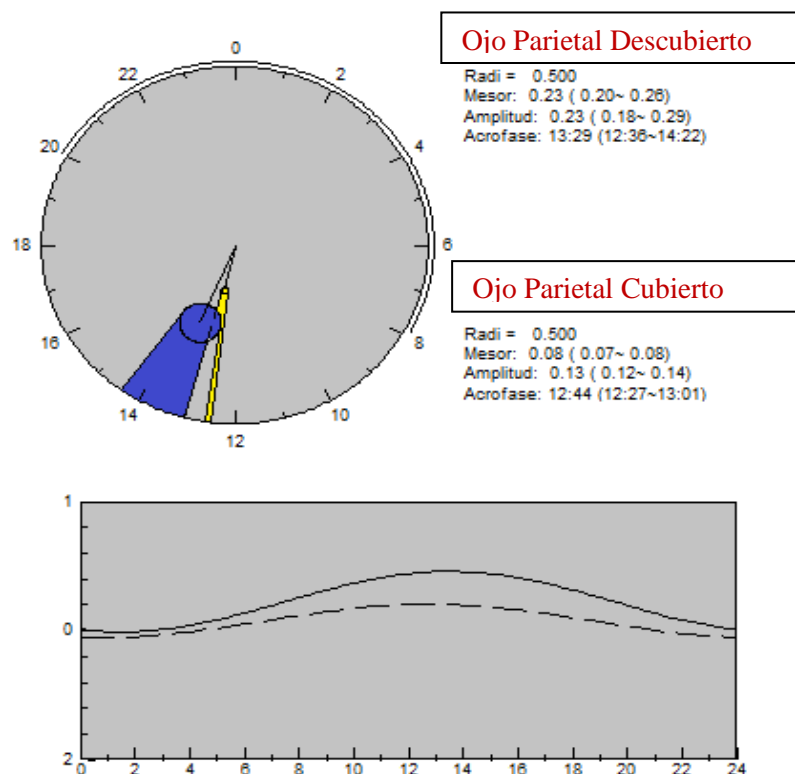 Ojo Parietal Descubierto
Radi = 0.500
Mesor: 0.23 ( 0.20~ 0.26)
Amplitud: 0.23 ( 0.18~ 0.29)
Acrofase: 13:29 (12:36~14:22)
0
2
4
6
8
10
12
14
16
18
20
22
Ojo Parietal Cubierto
Radi = 0.500
Mesor: 0.08 ( 0.07~ 0.08)
Amplitud: 0.13 ( 0.12~ 0.14)
Acrofase: 12:44 (12:27~13:01)
1
0
2
0 2 4 6 8 10 12 14 16 18 20 22 24